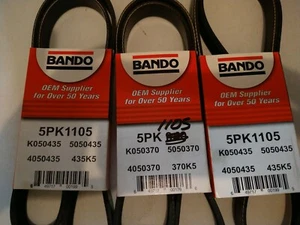 BANDO
OEM Supplier
for Over 50 Years
5PK1105
K050435 5050435
4050435 435K5
BANDO
OEM Supplier
for Over 50 Years
1105
5PK
K050370 5050370
4050370 370K5
BANDO
OEM Supplier
for Over 50 Years
5PK1105
K050435 5050435
4050435 435K5